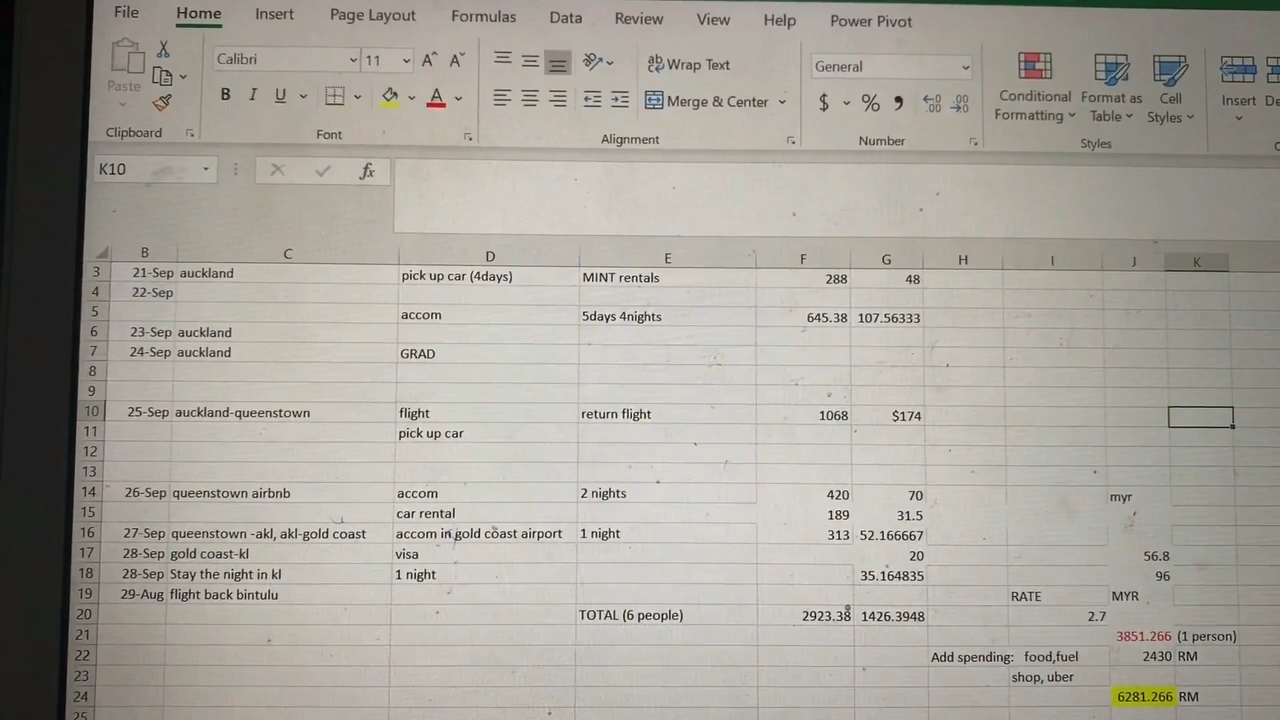 File Home Insert Page Layout Formulas Data Review View Help Power Pivot
Paste
Clipboard
Calibri 11 A^ Aˇ
B I U A
Font
ab Wrap Text
Merge & Center
Alignment
General
$ % , .00
Number
Conditional Formatting
Format as Table
Cell Styles
Styles
Insert
De
K10 fx
B C D E F G H I J K
3 21-Sep auckland pick up car (4days) MINT rentals 288 48
4 22-Sep
5 accom 5days 4nights 645.38 107.56333
6 23-Sep auckland
7 24-Sep auckland GRAD
8
9
10 25-Sep auckland-queenstown flight return flight 1068 $174
11 pick up car
12
13
14 26-Sep queenstown airbnb accom 2 nights 420 70 myr
15 car rental 189 31.5
16 27-Sep queenstown -akl, akl-gold coast accom in gold coast airport 1 night 313 52.166667
17 28-Sep gold coast-kl visa 20 56.8
18 28-Sep Stay the night in kl 1 night 35.164835 96
19 29-Aug flight back bintulu RATE MYR
20 TOTAL (6 people) 2923.38 1426.3948 2.7
21 3851.266 (1 person)
22 Add spending: food,fuel 2430 RM
23 shop, uber
24 6281.266 RM
25